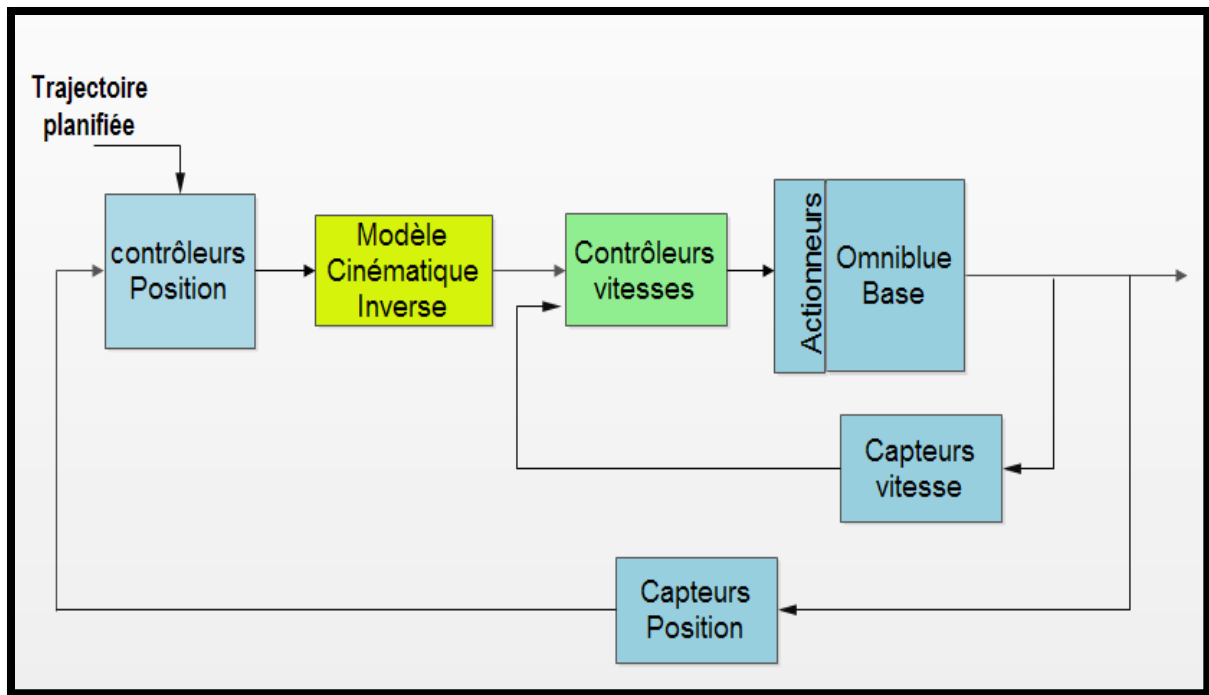 Trajectoire
planifiée
contrôleurs
Position
Modèle
Cinématique
Inverse
Contrôleurs
vitesses
Actionneurs
Omniblue
Base
Capteurs
vitesse
Capteurs
Position